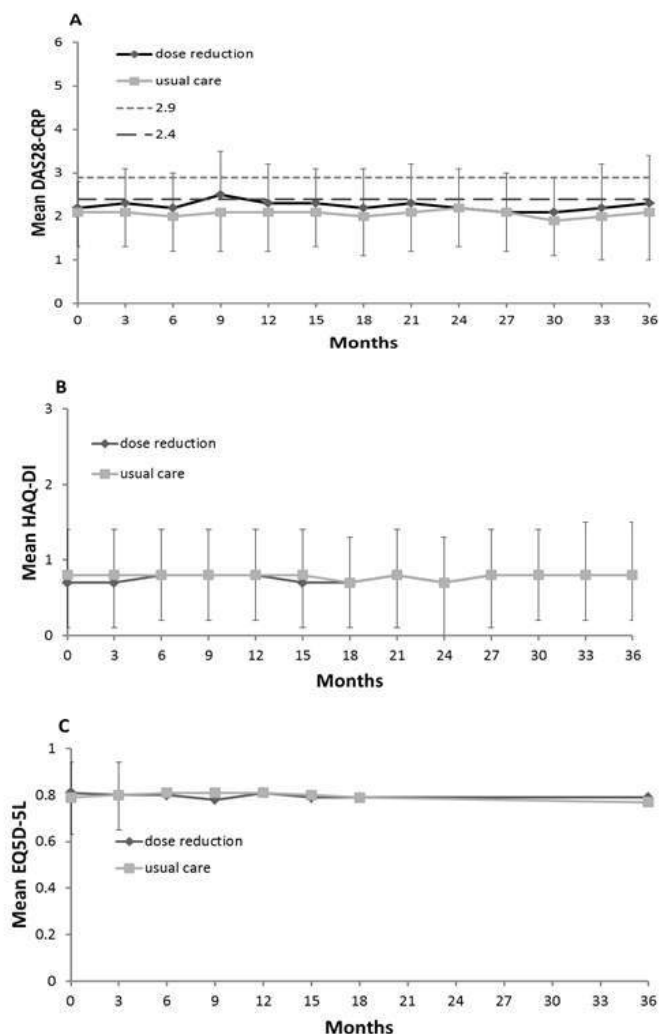 A
6
5
4
3
2
1
0
Mean DAS28-CRP
dose reduction
usual care
2.9
2.4
0 3 6 9 12 15 18 21 24 27 30 33 36
Months
B
3
2
1
0
Mean HAQ-DI
dose reduction
usual care
0 3 6 9 12 15 18 21 24 27 30 33 36
Months
C
1
0.8
0.6
0.4
0.2
0
Mean EQ5D-5L
dose reduction
usual care
0 3 6 9 12 15 18 21 24 27 30 33 36
Months